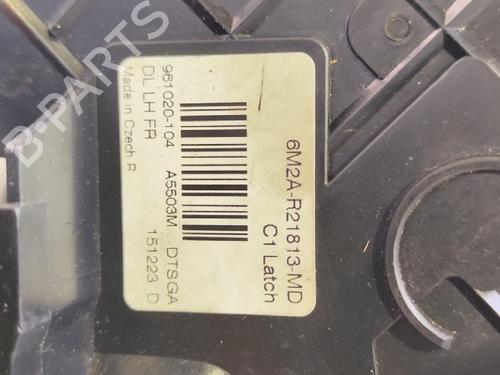 6M2A-R21813-MD
C1 Latch
961020-104 A5503M DTSGA
DL LH FR 151223 D
Made in Czech R
B-PARTS